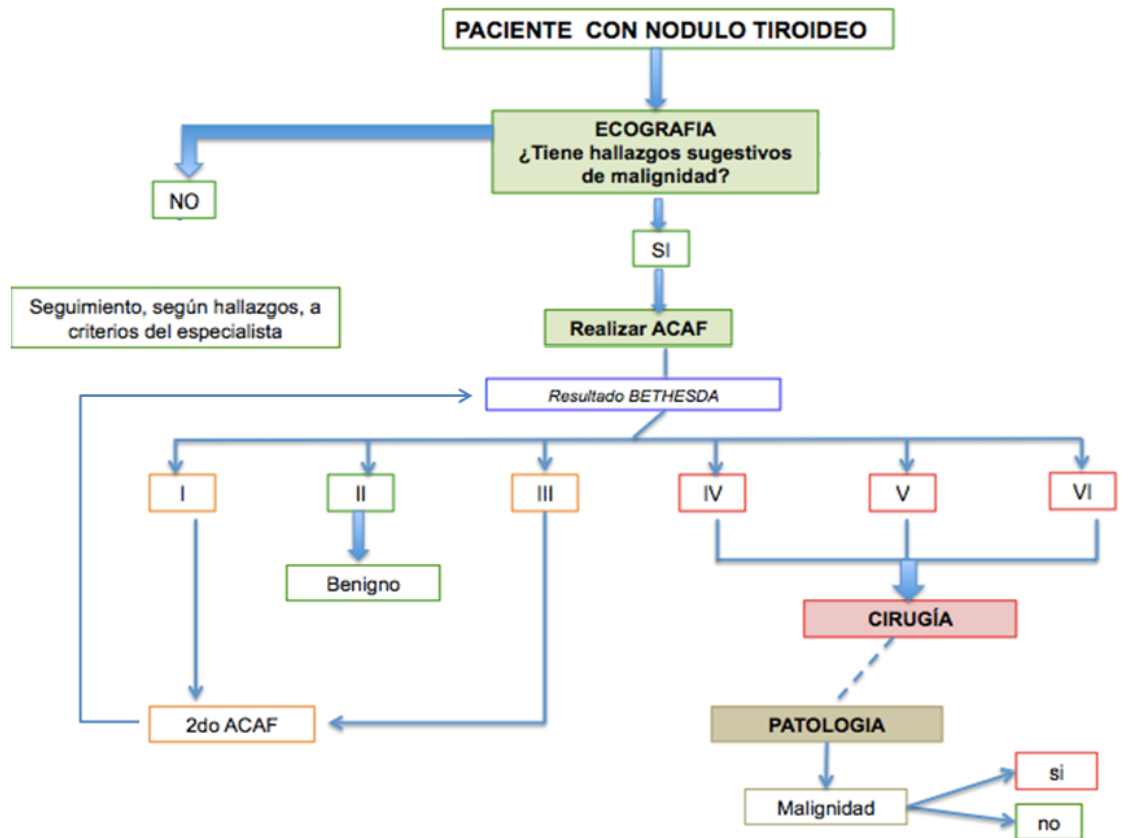 PACIENTE CON NODULO TIROIDEO
ECOGRAFIA
¿Tiene hallazgos sugestivos
de malignidad?
NO
SI
Seguimiento, según hallazgos, a
criterios del especialista
Realizar ACAF
Resultado BETHESDA
I
II
III
IV
V
VI
Benigno
CIRUGÍA
2do ACAF
PATOLOGIA
Malignidad
si
no